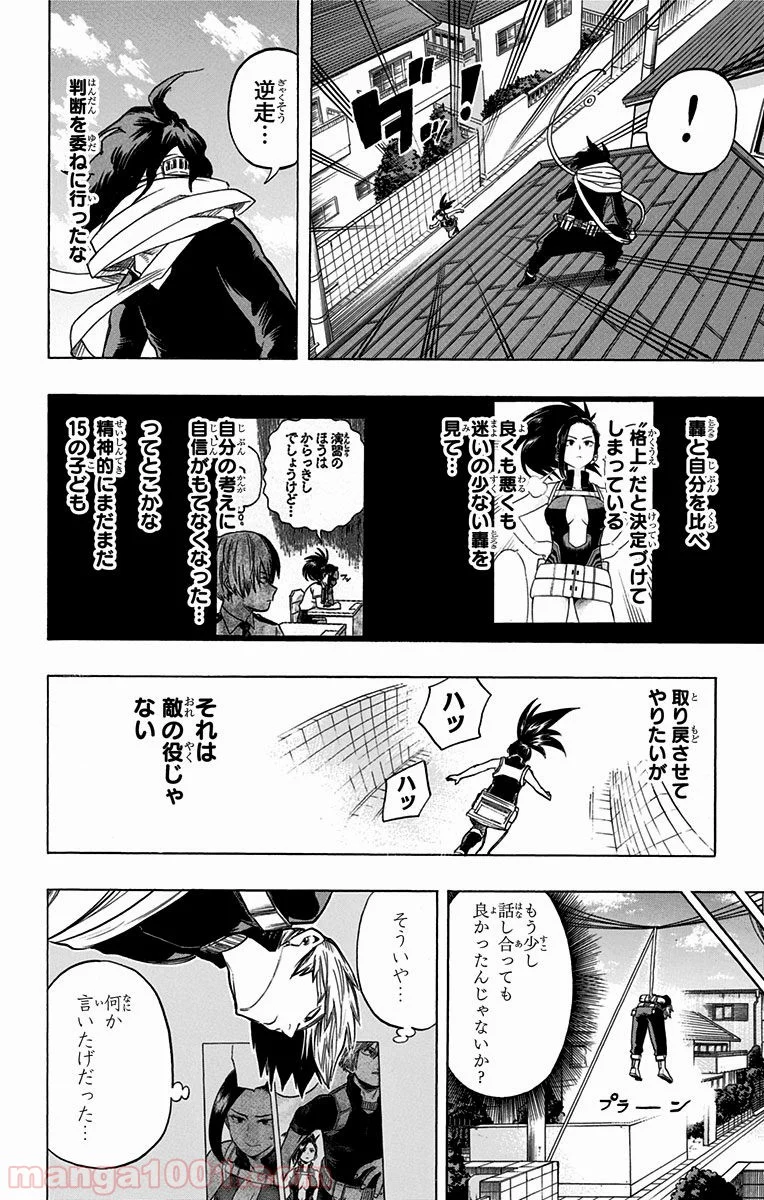 ！
ダッ
逆走…
判断を委ねに行ったな
轟と自分を比べ
〝格上〟だと決定づけて
しまっている
良くも悪くも
迷いの少ない轟を
見て…
演習の
ほうは
からっきし
でしょうけど…
自分の考えに
自信がもてなくなった…
ってとこかな
精神的にまだまだ
15の子ども
取り戻させて
やりたいが
ハッ
ハッ
それは
敵の役じゃ
ない
プラーン
もう少し
話し合っても
良かったんじゃないか？
そういや…
何か
言いたげだった…
manga1001.com